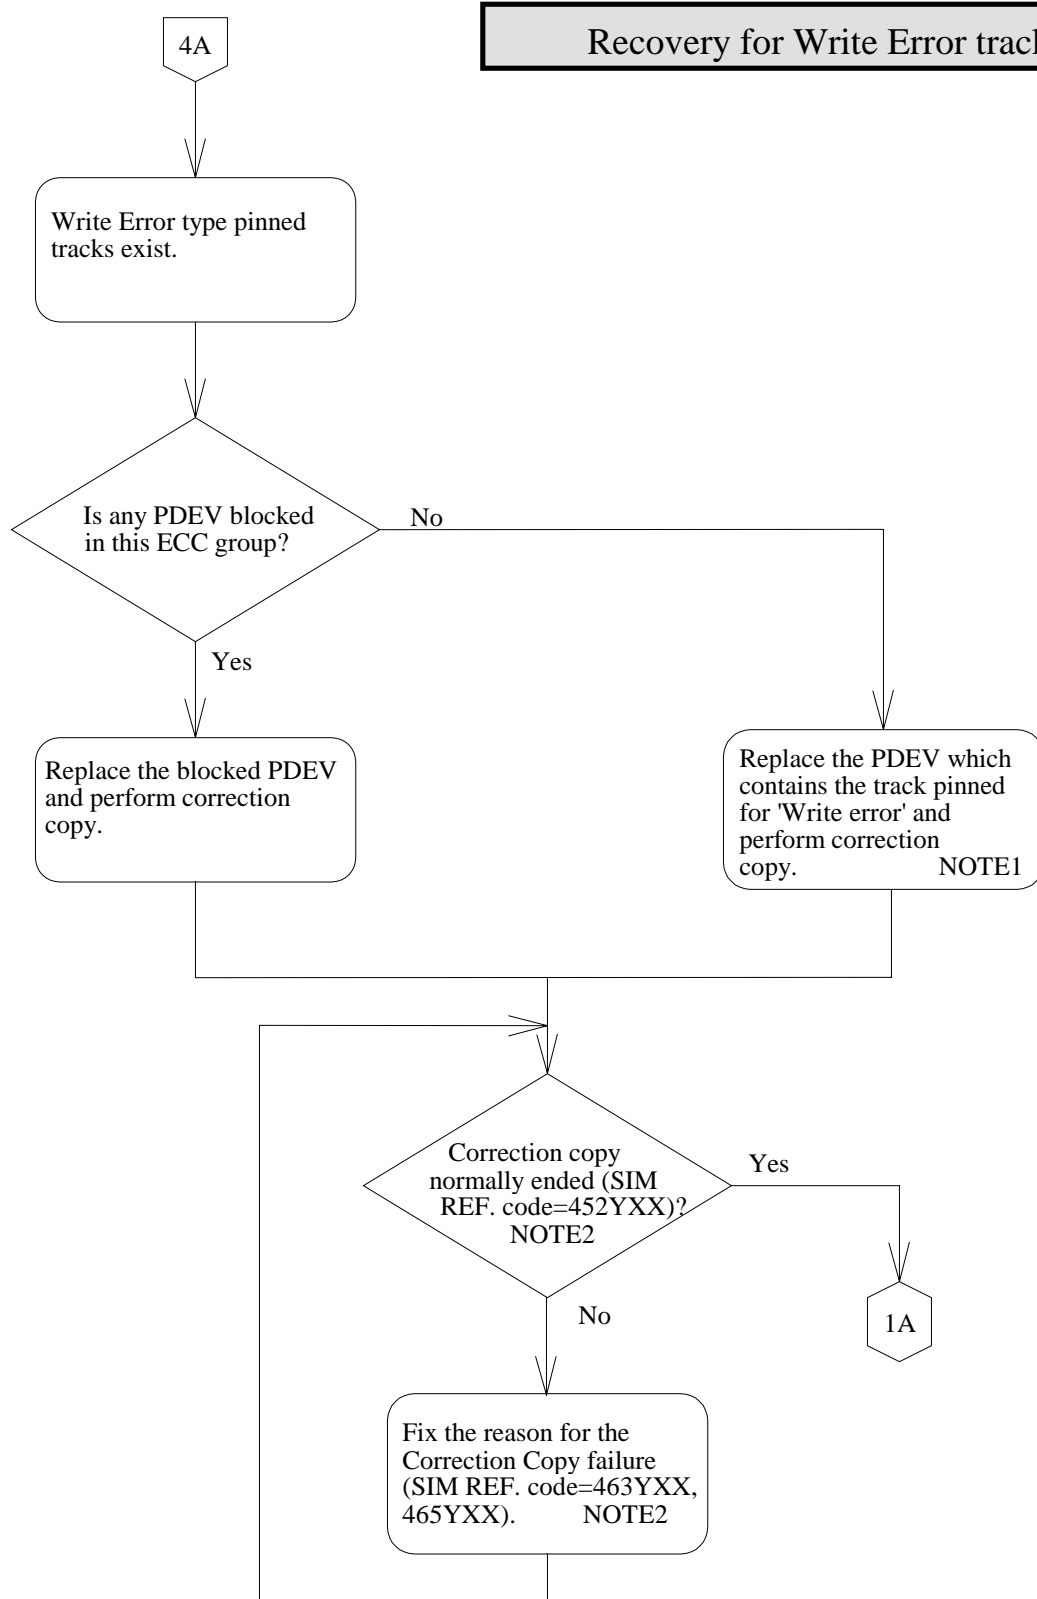 4A
Recovery for Write Error trac
Write Error type pinned
tracks exist.
Is any PDEV blocked
in this ECC group?
No
Yes
Replace the blocked PDEV
and perform correction
copy.
Replace the PDEV which
contains the track pinned
for 'Write error' and
perform correction
copy. NOTE1
Correction copy
normally ended (SIM
REF. code=452YXX)?
NOTE2
Yes
No
1A
Fix the reason for the
Correction Copy failure
(SIM REF. code=463YXX,
465YXX). NOTE2